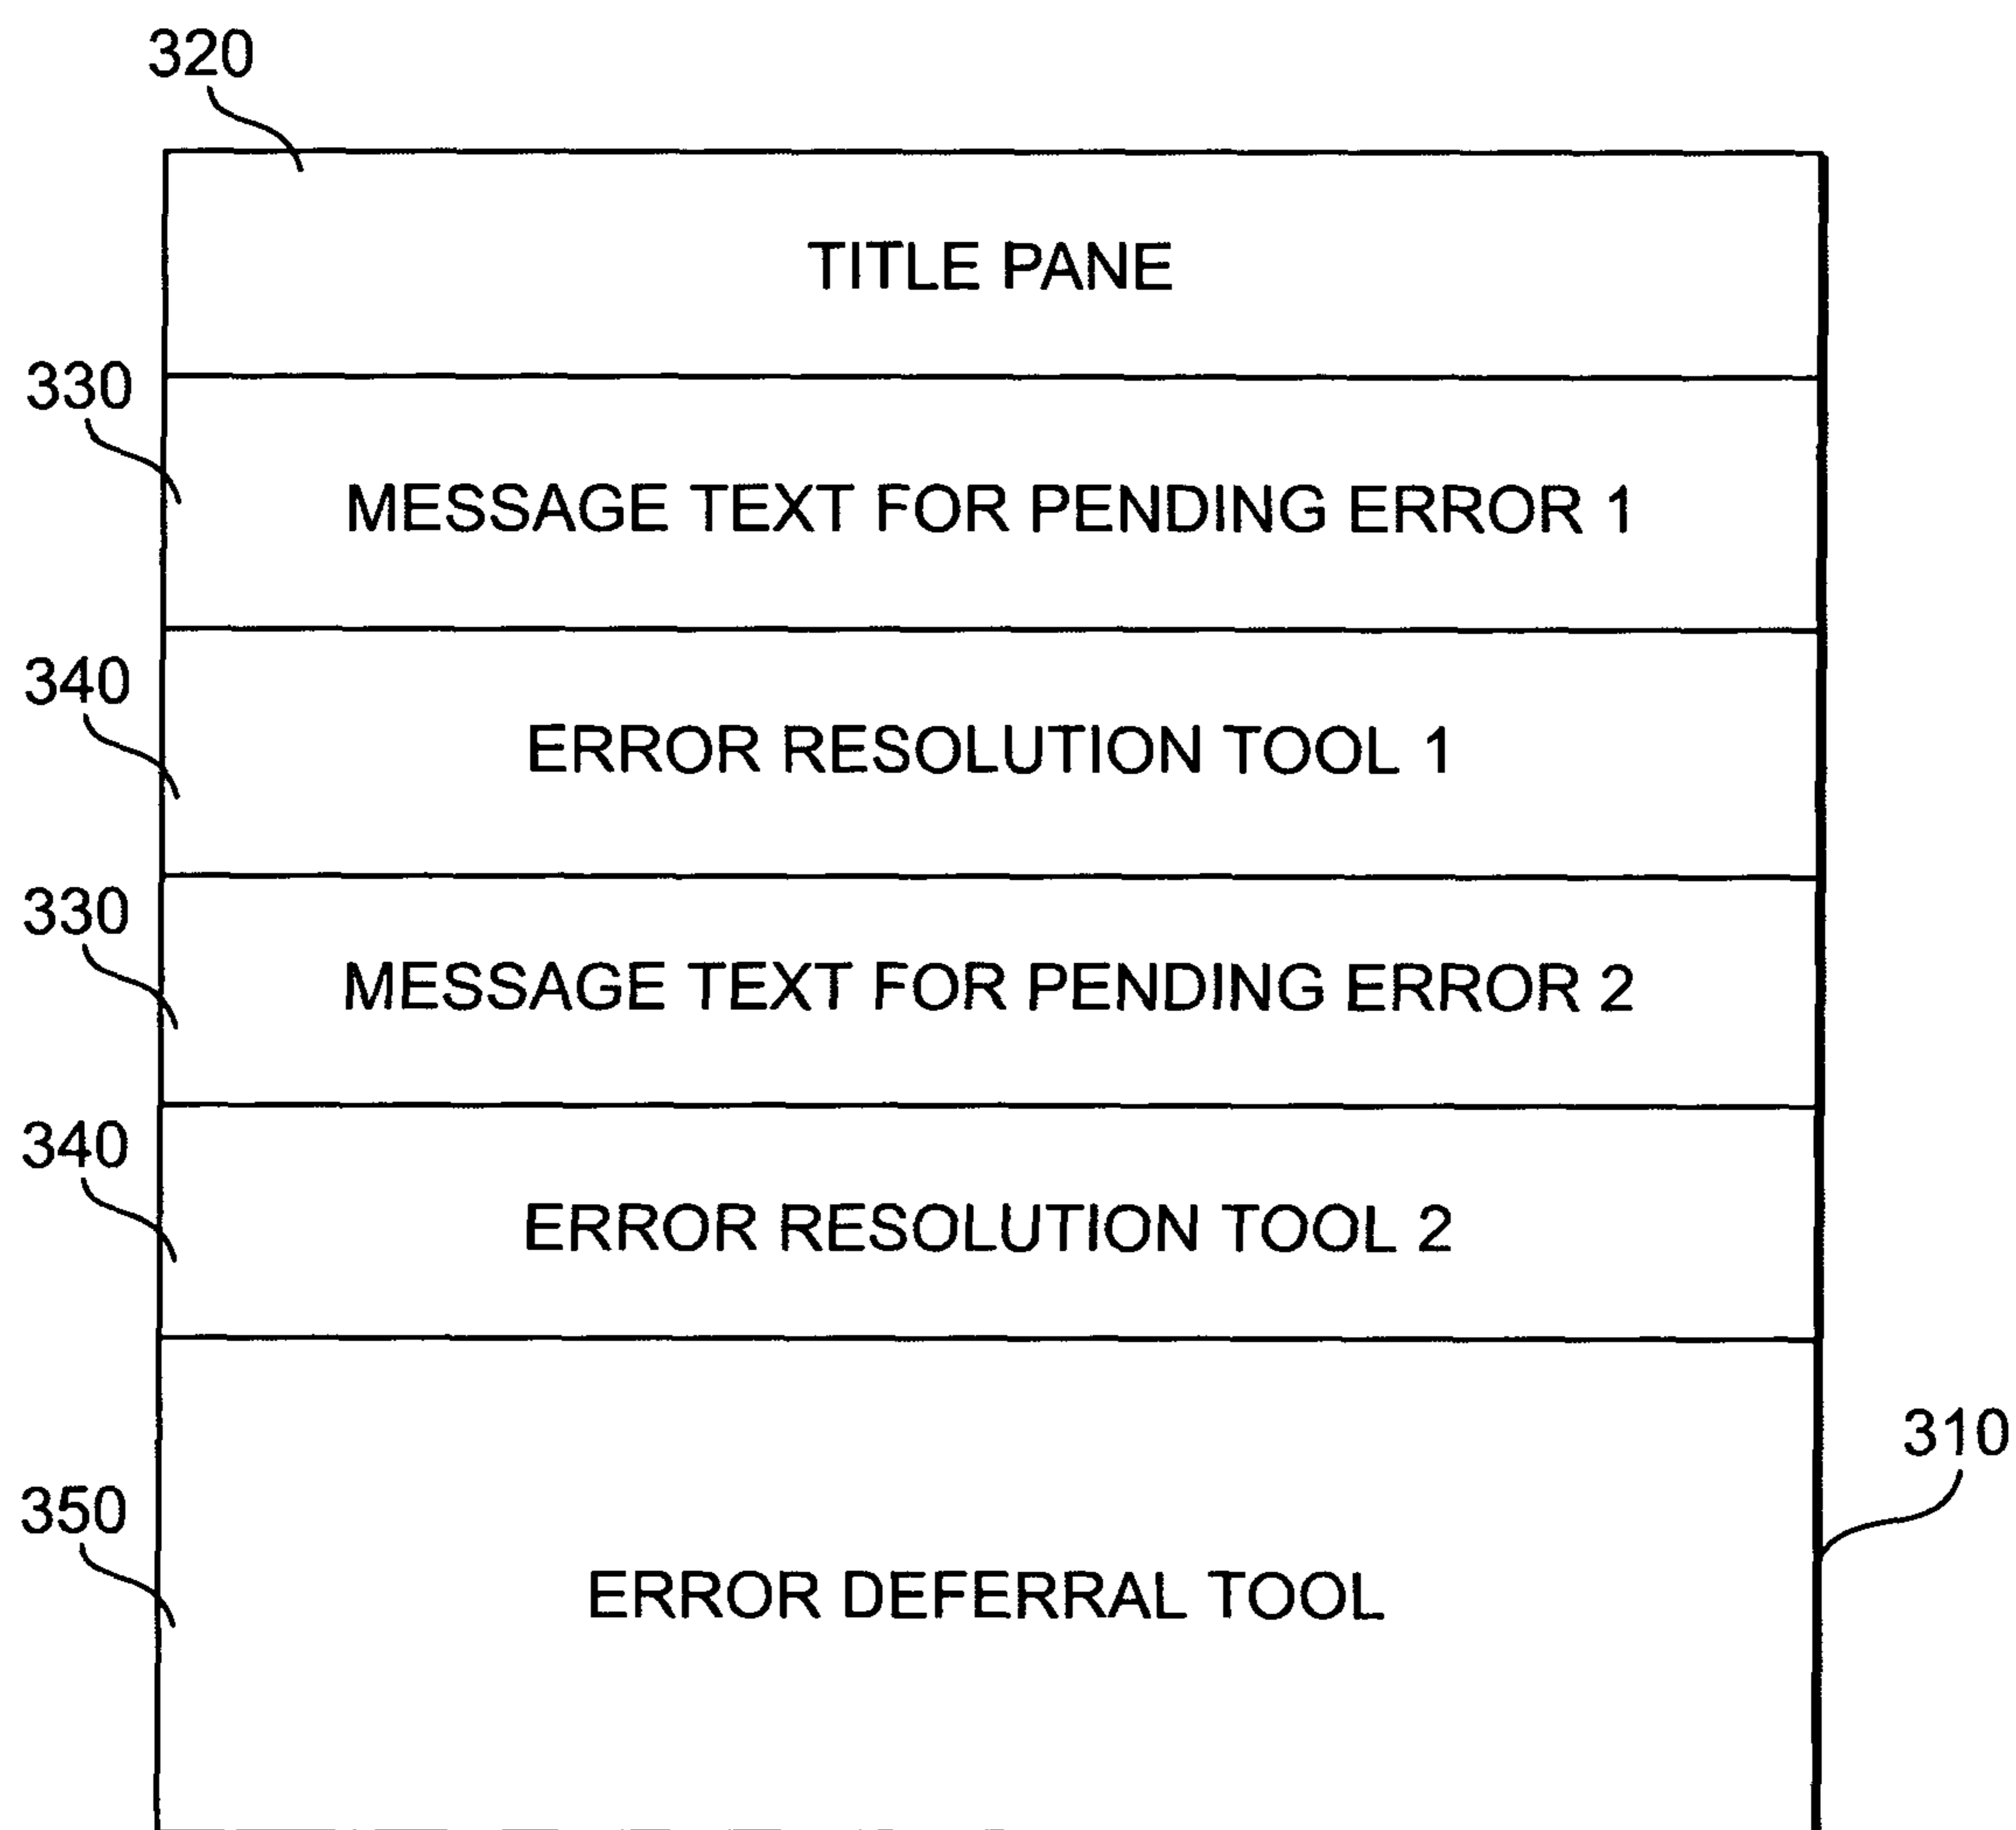 320
TITLE PANE
330
MESSAGE TEXT FOR PENDING ERROR 1
340
ERROR RESOLUTION TOOL 1
330
MESSAGE TEXT FOR PENDING ERROR 2
340
ERROR RESOLUTION TOOL 2
310
350
ERROR DEFERRAL TOOL